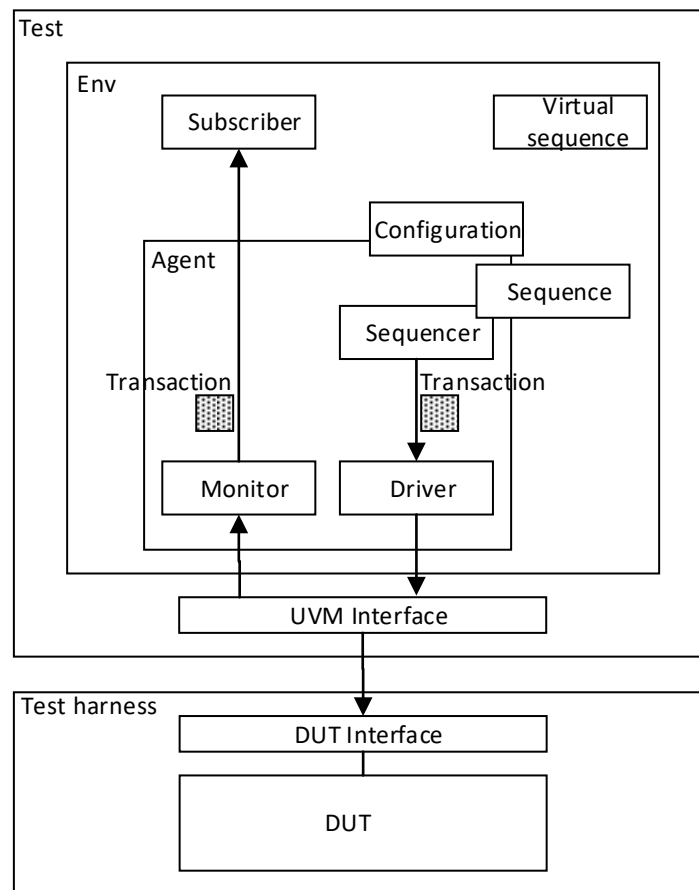 Test
Env
Subscriber
Virtual
sequence
Configuration
Agent
Sequence
Sequencer
Transaction
Transaction
Monitor
Driver
UVM Interface
Test harness
DUT Interface
DUT